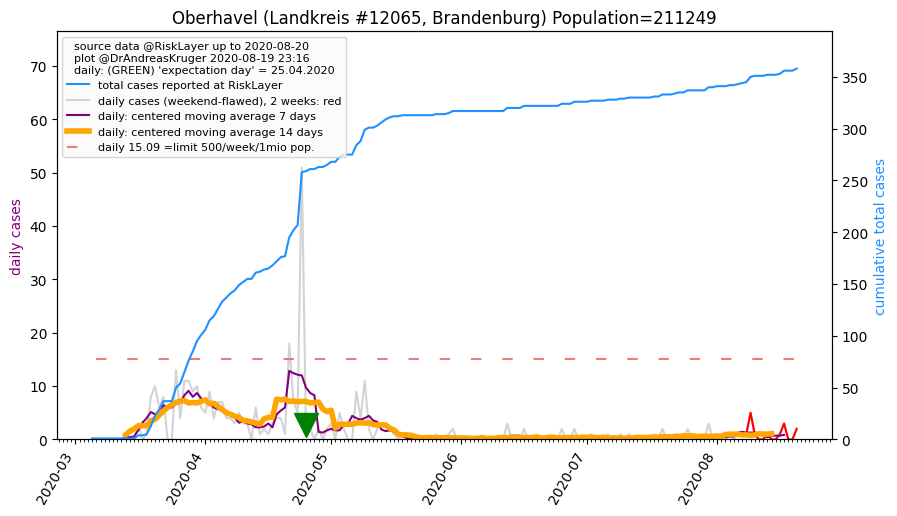 Oberhavel (Landkreis #12065, Brandenburg) Population=211249
source data @RiskLayer up to 2020-08-20
plot @DrAndreasKruger 2020-08-19 23:16
daily: (GREEN) 'expectation day' = 25.04.2020
total cases reported at RiskLayer
daily cases (weekend-flawed), 2 weeks: red
daily: centered moving average 7 days
daily: centered moving average 14 days
daily 15.09 =limit 500/week/1mio pop.
daily cases
70
60
50
40
30
20
10
0
cumulative total cases
350
300
250
200
150
100
50
0
2020-03
2020-04
2020-05
2020-06
2020-07
2020-08